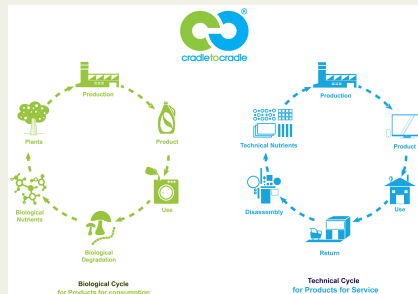 ®
cradletocradle
Production
Plants
Product
Biological
Nutrients
Use
Biological
Degradation
Biological Cycle
for Products for consumption
Production
Technical Nutrients
Product
Disassembly
Use
Return
Technical Cycle
for Products for Service